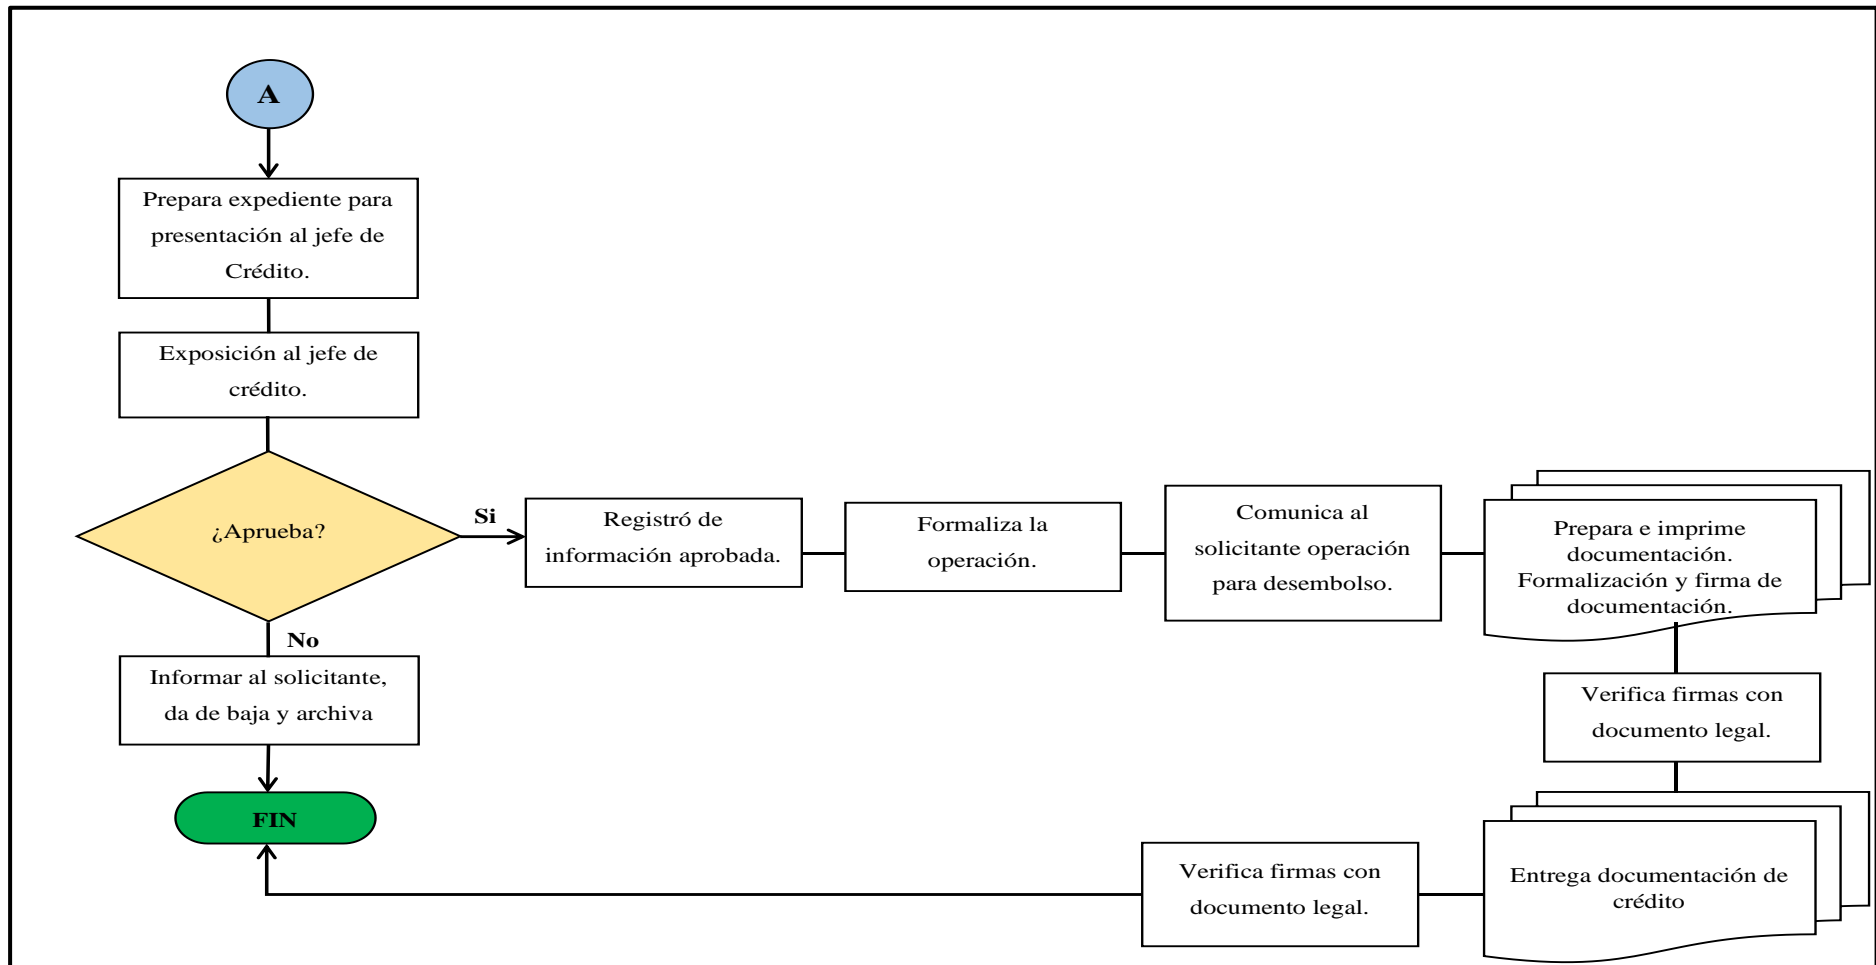 A
Prepara expediente para
presentación al jefe de
Crédito.
Exposición al jefe de
crédito.
¿Aprueba?
Si
Registró de
información aprobada.
Formaliza la
operación.
Comunica al
solicitante operación
para desembolso.
Prepara e imprime
documentación.
Formalización y firma de
documentación.
No
Informar al solicitante,
da de baja y archiva
Verifica firmas con
documento legal.
FIN
Verifica firmas con
documento legal.
Entrega documentación de
crédito